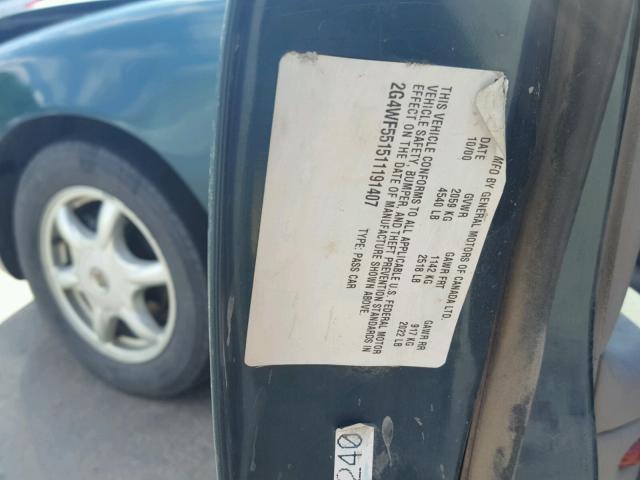 MFD BY GENERAL MOTORS OF CANADA LTD.
DATE GVWR GAWR FRT GAWR RR
10/00 2059 KG 1142 KG 917 KG
4540 LB 2518 LB 2022 LB
THIS VEHICLE CONFORMS TO ALL APPLICABLE U.S. FEDERAL MOTOR
VEHICLE SAFETY, BUMPER, AND THEFT PREVENTION STANDARDS IN
EFFECT ON THE DATE OF MANUFACTURE SHOWN ABOVE.
2G4WF551511191407 TYPE: PASS CAR
240